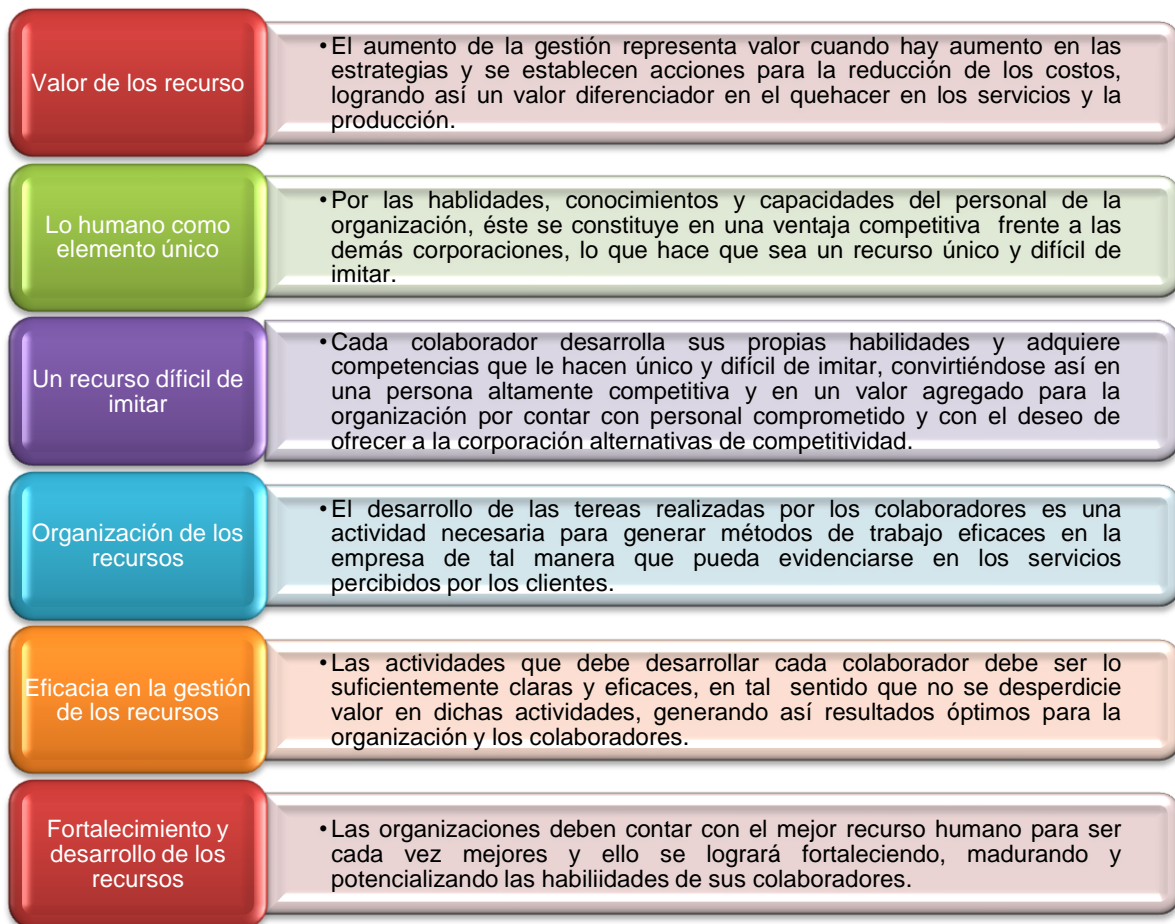 Valor de los recurso
• El aumento de la gestión representa valor cuando hay aumento en las
estrategias y se establecen acciones para la reducción de los costos,
logrando así un valor diferenciador en el quehacer en los servicios y la
producción.
Lo humano como
elemento único
• Por las hablidades, conocimientos y capacidades del personal de la
organización, éste se constituye en una ventaja competitiva frente a las
demás corporaciones, lo que hace que sea un recurso único y difícil de
imitar.
Un recurso díficil de
imitar
• Cada colaborador desarrolla sus propias habilidades y adquiere
competencias que le hacen único y difícil de imitar, convirtiéndose así en
una persona altamente competitiva y en un valor agregado para la
organización por contar con personal comprometido y con el deseo de
ofrecer a la corporación alternativas de competitividad.
Organización de los
recursos
• El desarrollo de las tereas realizadas por los colaboradores es una
actividad necesaria para generar métodos de trabajo eficaces en la
empresa de tal manera que pueda evidenciarse en los servicios
percibidos por los clientes.
Eficacia en la gestión
de los recursos
• Las actividades que debe desarrollar cada colaborador debe ser lo
suficientemente claras y eficaces, en tal sentido que no se desperdicie
valor en dichas actividades, generando así resultados óptimos para la
organización y los colaboradores.
Fortalecimiento y
desarrollo de los
recursos
• Las organizaciones deben contar con el mejor recurso humano para ser
cada vez mejores y ello se logrará fortaleciendo, madurando y
potencializando las habiliidades de sus colaboradores.